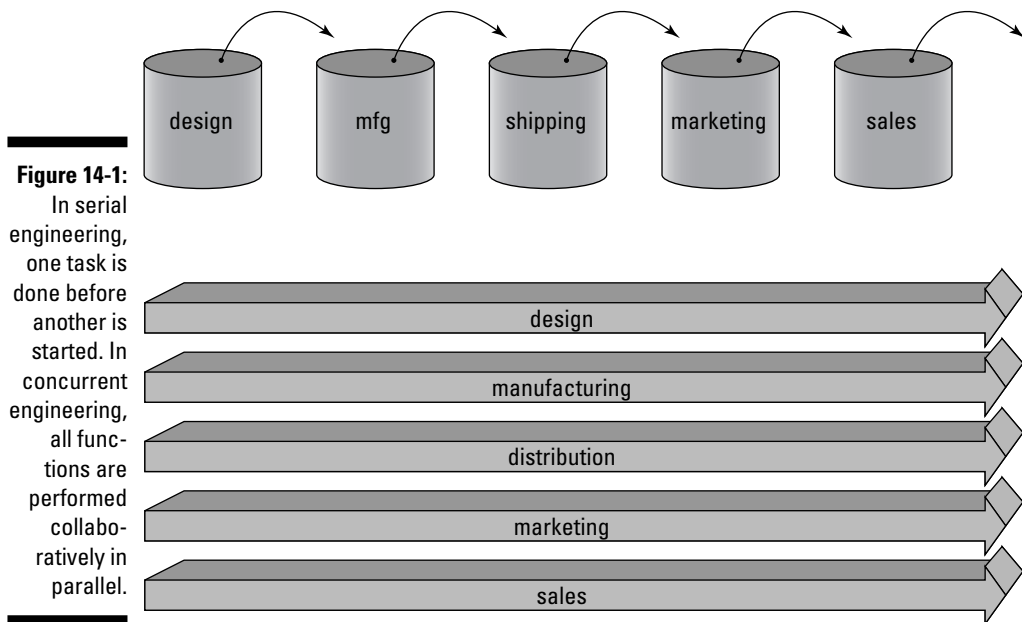 design
mfg
shipping
marketing
sales
Figure 14-1:
In serial
engineering,
one task is
done before
another is
started. In
concurrent
engineering,
all func-
tions are
performed
collabo-
ratively in
parallel.
design
manufacturing
distribution
marketing
sales